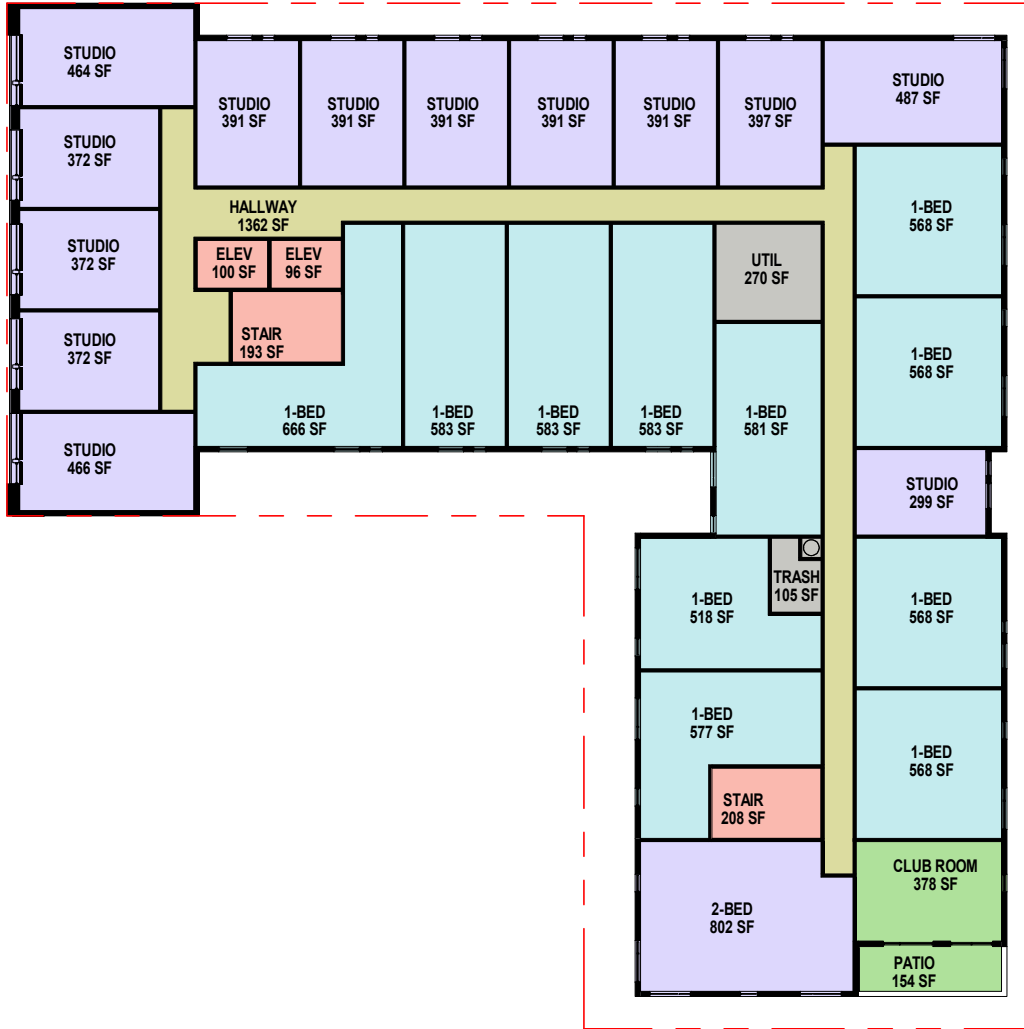 STUDIO
464 SF
STUDIO
391 SF
STUDIO
391 SF
STUDIO
391 SF
STUDIO
391 SF
STUDIO
391 SF
STUDIO
397 SF
STUDIO
487 SF
STUDIO
372 SF
HALLWAY
1362 SF
1-BED
568 SF
STUDIO
372 SF
ELEV
100 SF
ELEV
96 SF
UTIL
270 SF
STUDIO
372 SF
STAIR
193 SF
1-BED
568 SF
1-BED
666 SF
1-BED
583 SF
1-BED
583 SF
1-BED
583 SF
1-BED
581 SF
STUDIO
466 SF
STUDIO
299 SF
TRASH
105 SF
1-BED
518 SF
1-BED
568 SF
1-BED
577 SF
1-BED
568 SF
STAIR
208 SF
CLUB ROOM
378 SF
2-BED
802 SF
PATIO
154 SF